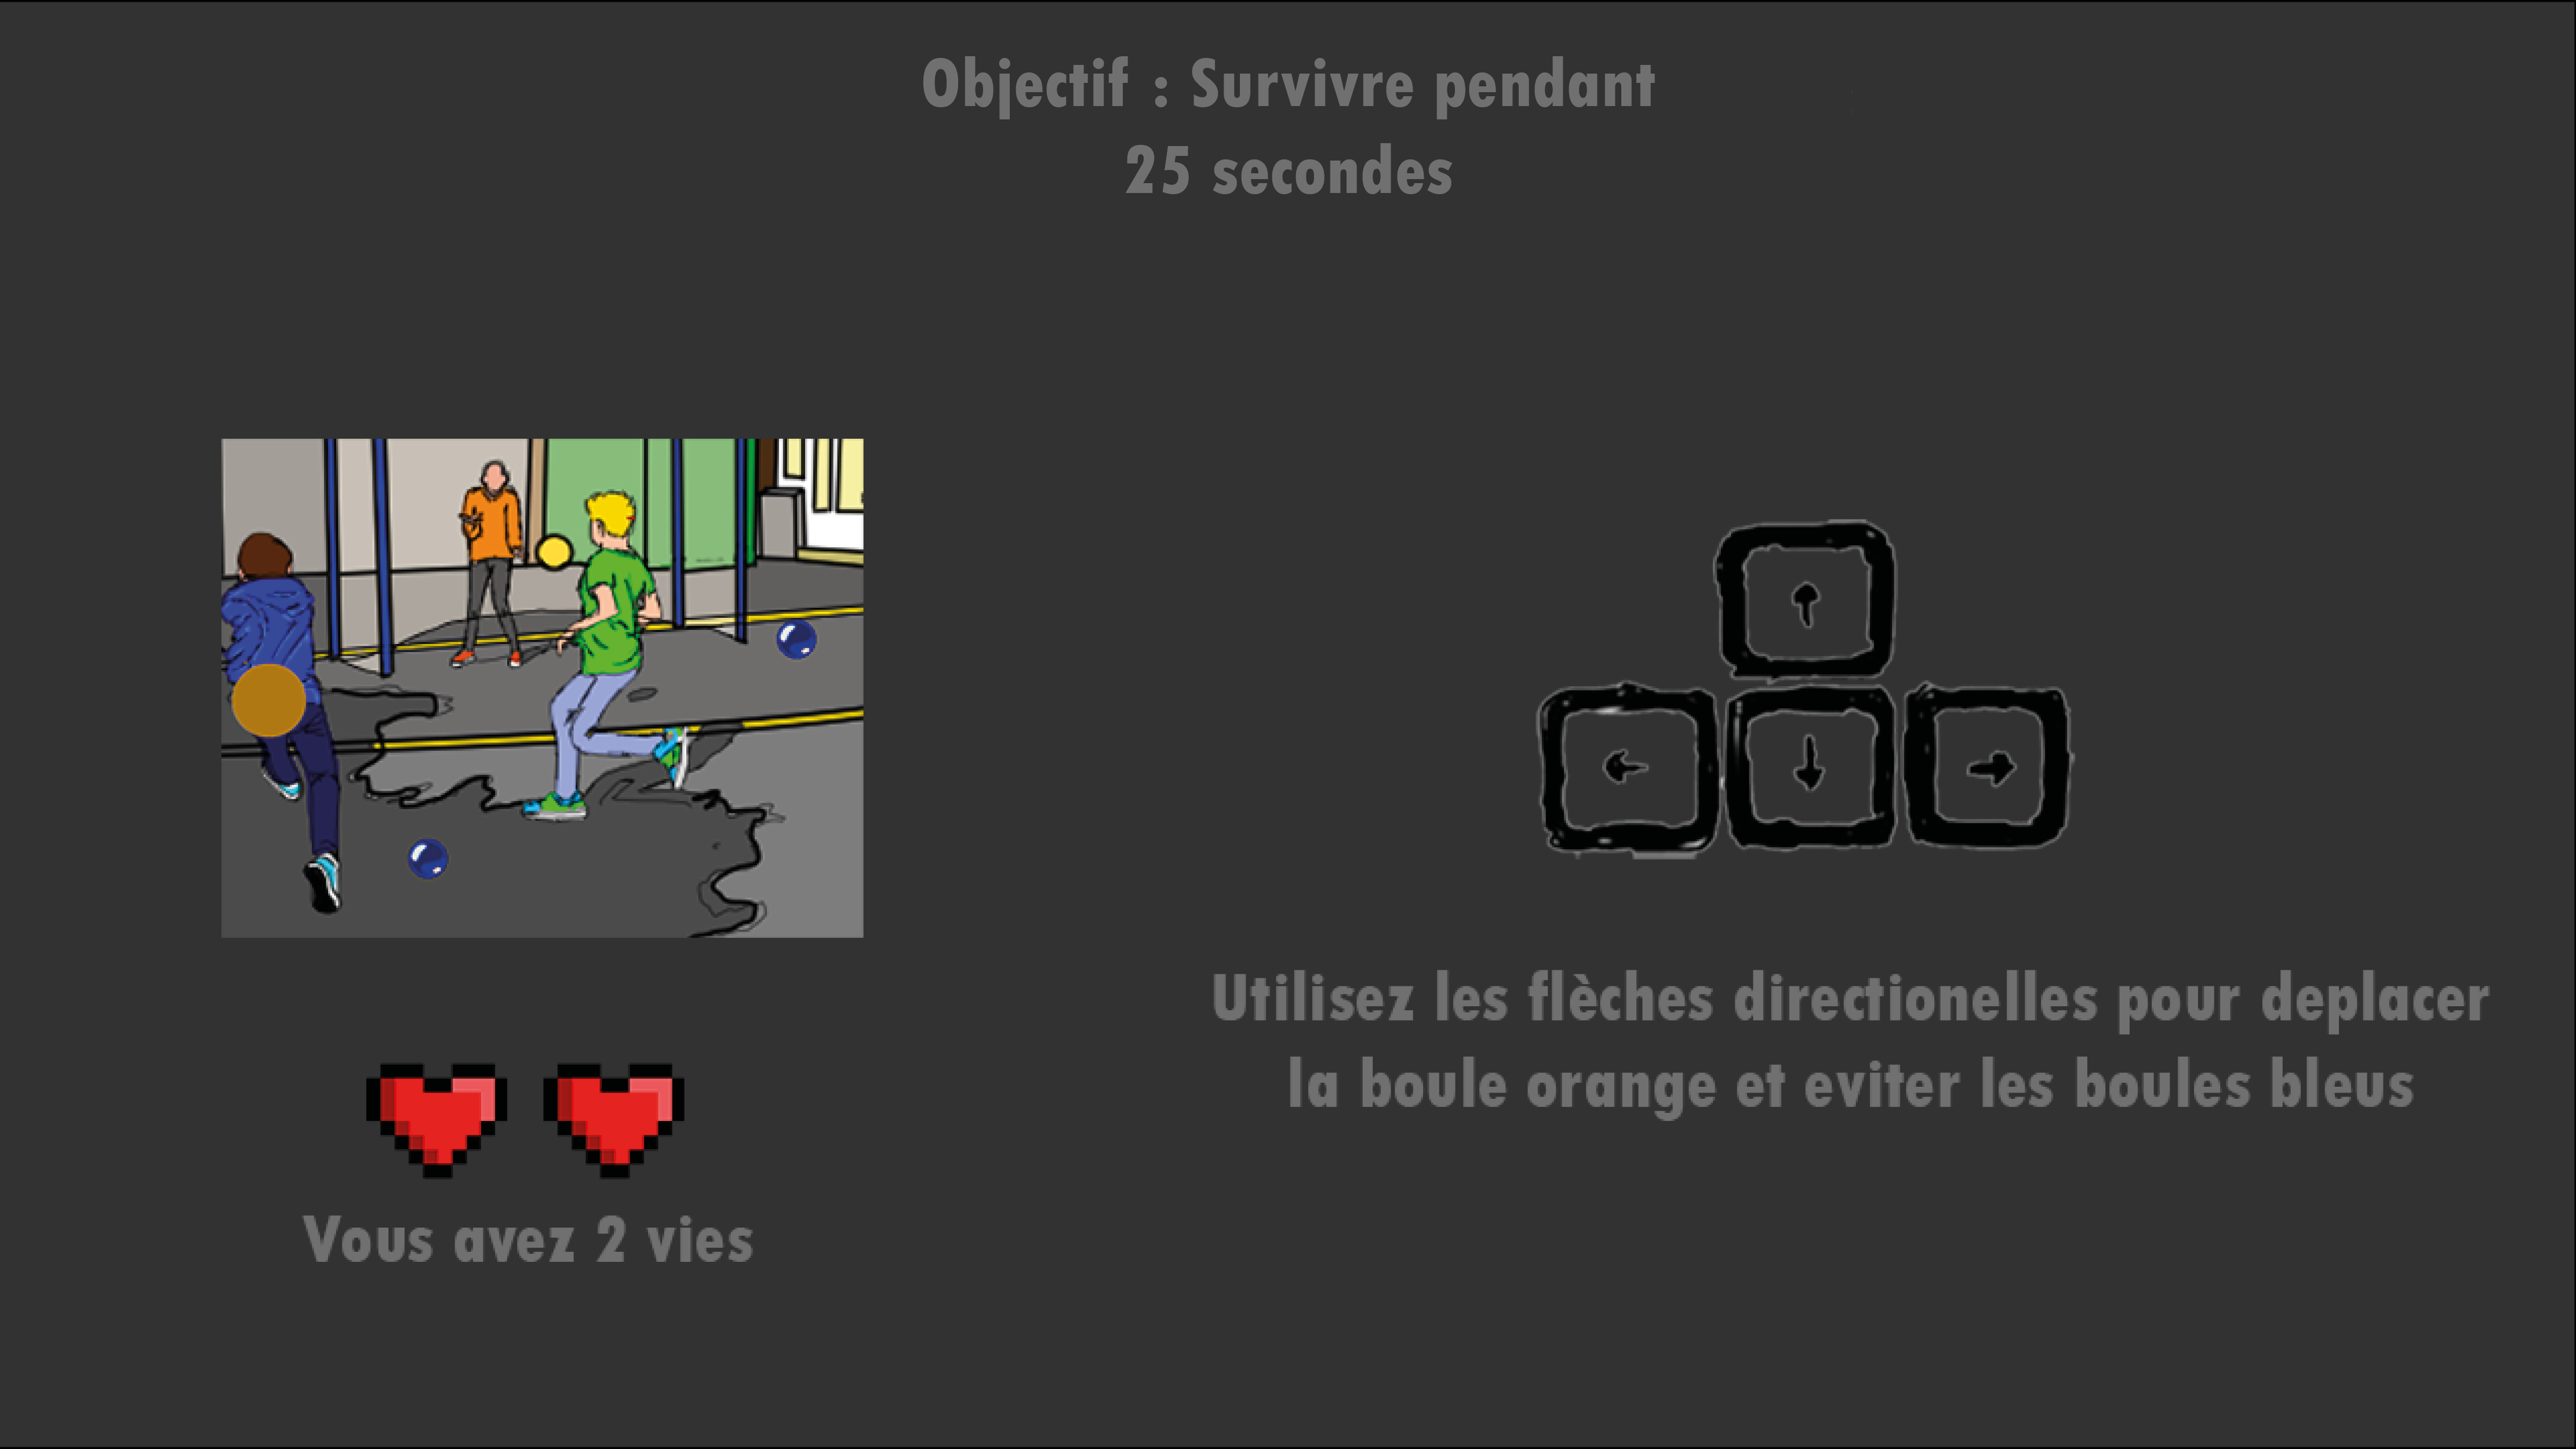 Objectif : Survivre pendant
25 secondes
Utilisez les flèches directionelles pour deplacer
la boule orange et eviter les boules bleus
Vous avez 2 vies